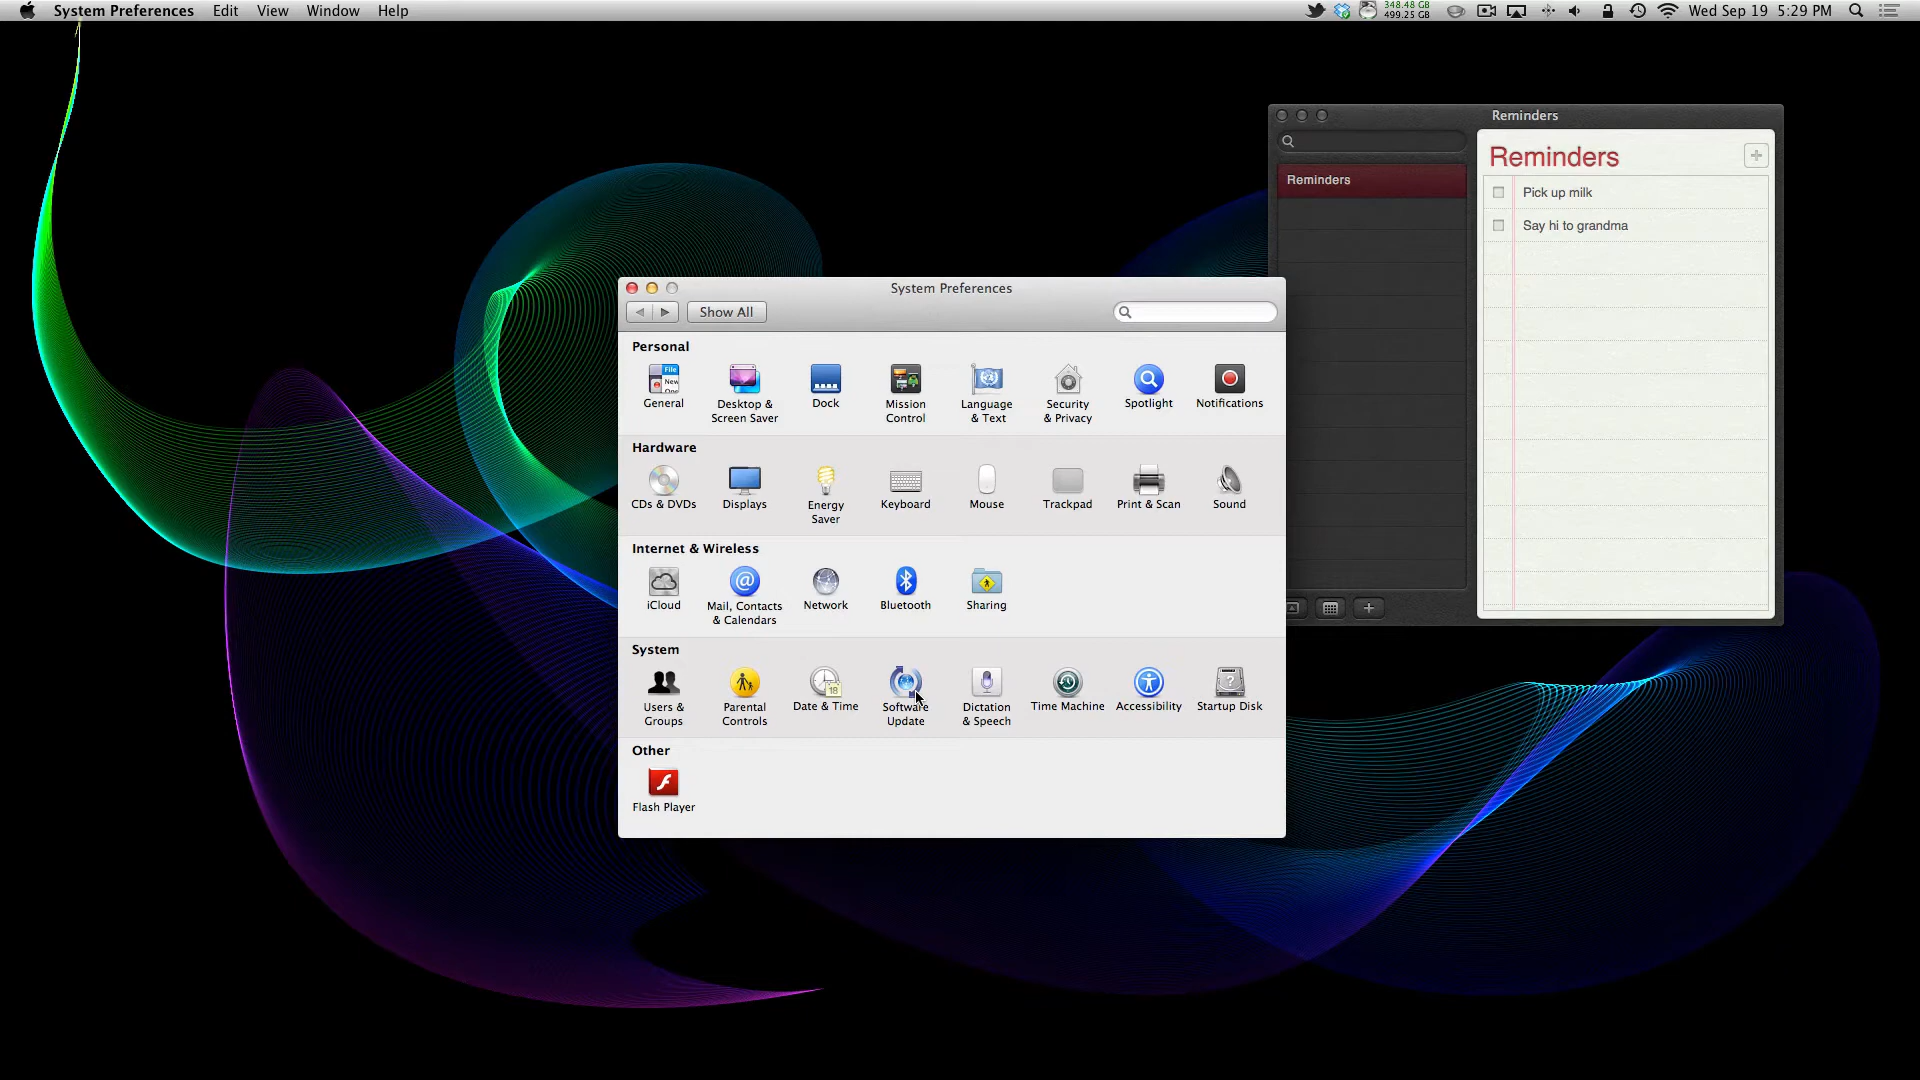 System Preferences Edit View Window Help
348.48 GB
499.25 GB
Wed Sep 19 5:29 PM
Reminders
Reminders
Reminders
Pick up milk
Say hi to grandma
System Preferences
Show All
Personal
File
New
General
Desktop &
Screen Saver
Dock
Mission
Control
Language
& Text
Security
& Privacy
Spotlight
Notifications
Hardware
CDs & DVDs
Displays
Energy
Saver
Keyboard
Mouse
Trackpad
Print & Scan
Sound
Internet & Wireless
iCloud
Mail, Contacts
& Calendars
Network
Bluetooth
Sharing
System
Users &
Groups
Parental
Controls
18
Date & Time
Software
Update
Dictation
& Speech
Time Machine
Accessibility
Startup Disk
Other
Flash Player